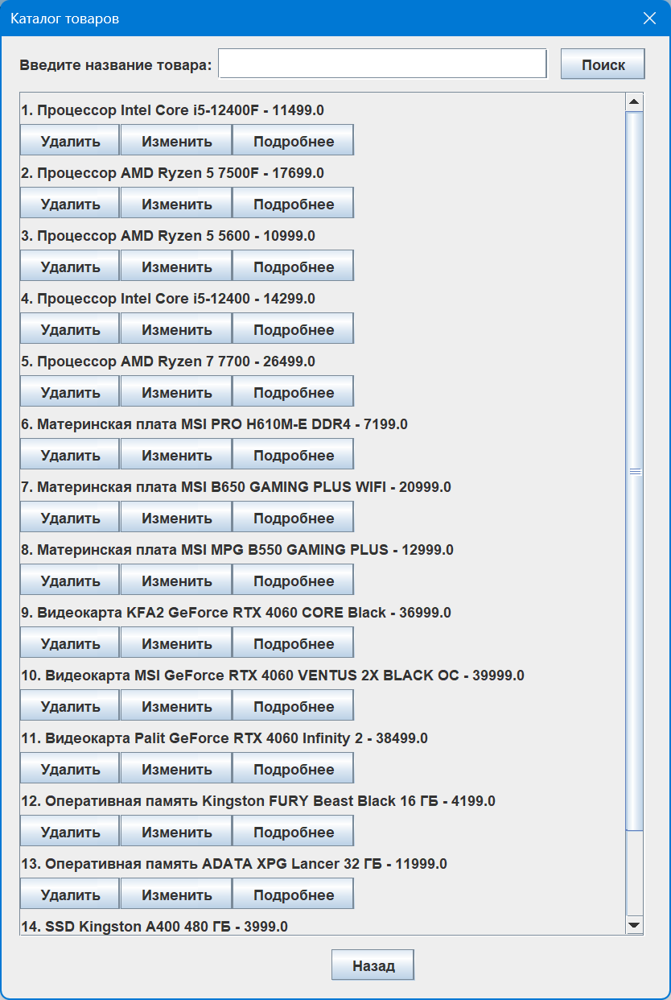 Каталог товаров
Введите название товара: Поиск
1. Процессор Intel Core i5-12400F - 11499.0
Удалить Изменить Подробнее
2. Процессор AMD Ryzen 5 7500F - 17699.0
Удалить Изменить Подробнее
3. Процессор AMD Ryzen 5 5600 - 10999.0
Удалить Изменить Подробнее
4. Процессор Intel Core i5-12400 - 14299.0
Удалить Изменить Подробнее
5. Процессор AMD Ryzen 7 7700 - 26499.0
Удалить Изменить Подробнее
6. Материнская плата MSI PRO H610M-E DDR4 - 7199.0
Удалить Изменить Подробнее
7. Материнская плата MSI B650 GAMING PLUS WIFI - 20999.0
Удалить Изменить Подробнее
8. Материнская плата MSI MPG B550 GAMING PLUS - 12999.0
Удалить Изменить Подробнее
9. Видеокарта KFA2 GeForce RTX 4060 CORE Black - 36999.0
Удалить Изменить Подробнее
10. Видеокарта MSI GeForce RTX 4060 VENTUS 2X BLACK OC - 39999.0
Удалить Изменить Подробнее
11. Видеокарта Palit GeForce RTX 4060 Infinity 2 - 38499.0
Удалить Изменить Подробнее
12. Оперативная память Kingston FURY Beast Black 16 ГБ - 4199.0
Удалить Изменить Подробнее
13. Оперативная память ADATA XPG Lancer 32 ГБ - 11999.0
Удалить Изменить Подробнее
14. SSD Kingston A400 480 ГБ - 3999.0
Назад